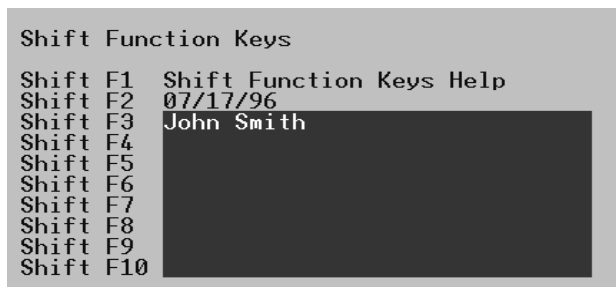 Shift Function Keys
Shift F1 Shift Function Keys Help
Shift F2 07/17/96
Shift F3 John Smith
Shift F4
Shift F5
Shift F6
Shift F7
Shift F8
Shift F9
Shift F10